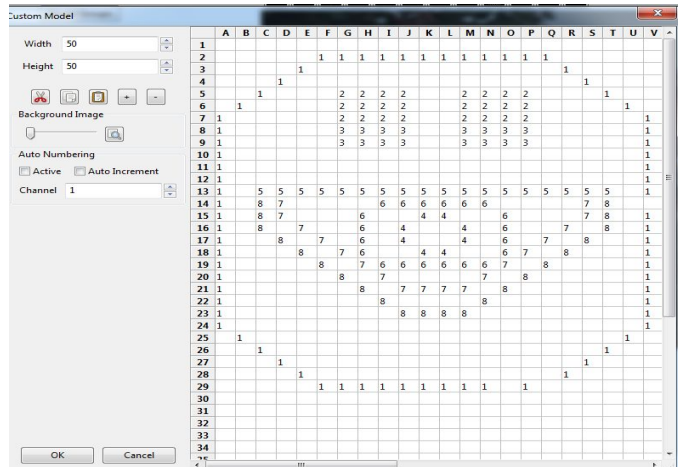 Custom Model
Width 50
Height 50
Background Image
Auto Numbering
Active Auto Increment
Channel 1
OK Cancel
A B C D E F G H I J K L M N O P Q R S T U V
1
2 1 1 1 1 1 1 1 1 1 1 1 1
3 1 1
4 1 1
5 1 2 2 2 2 2 2 2 2 1
6 1 2 2 2 2 2 2 2 2 1
7 1 2 2 2 2 2 2 2 2 1
8 1 3 3 3 3 3 3 3 3 1
9 1 3 3 3 3 3 3 3 3 1
10 1 1
11 1 1
12 1 1
13 1 5 5 5 5 5 5 5 5 5 5 5 5 5 5 5 5 5 5 1
14 1 8 7 6 6 6 6 6 6 7 8
15 1 8 7 6 4 4 6 7 8 1
16 1 8 7 6 4 4 6 7 8 1
17 1 8 7 6 4 4 6 7 8 1
18 1 8 7 6 4 4 6 7 8 1
19 1 8 7 6 6 6 6 6 6 7 8 1
20 1 8 7 7 8 1
21 1 8 7 7 7 7 8 1
22 1 8 8 1
23 1 8 8 8 8 1
24 1 1
25 1 1
26 1 1
27 1 1
28 1 1
29 1 1 1 1 1 1 1 1 1 1
30
31
32
33
34